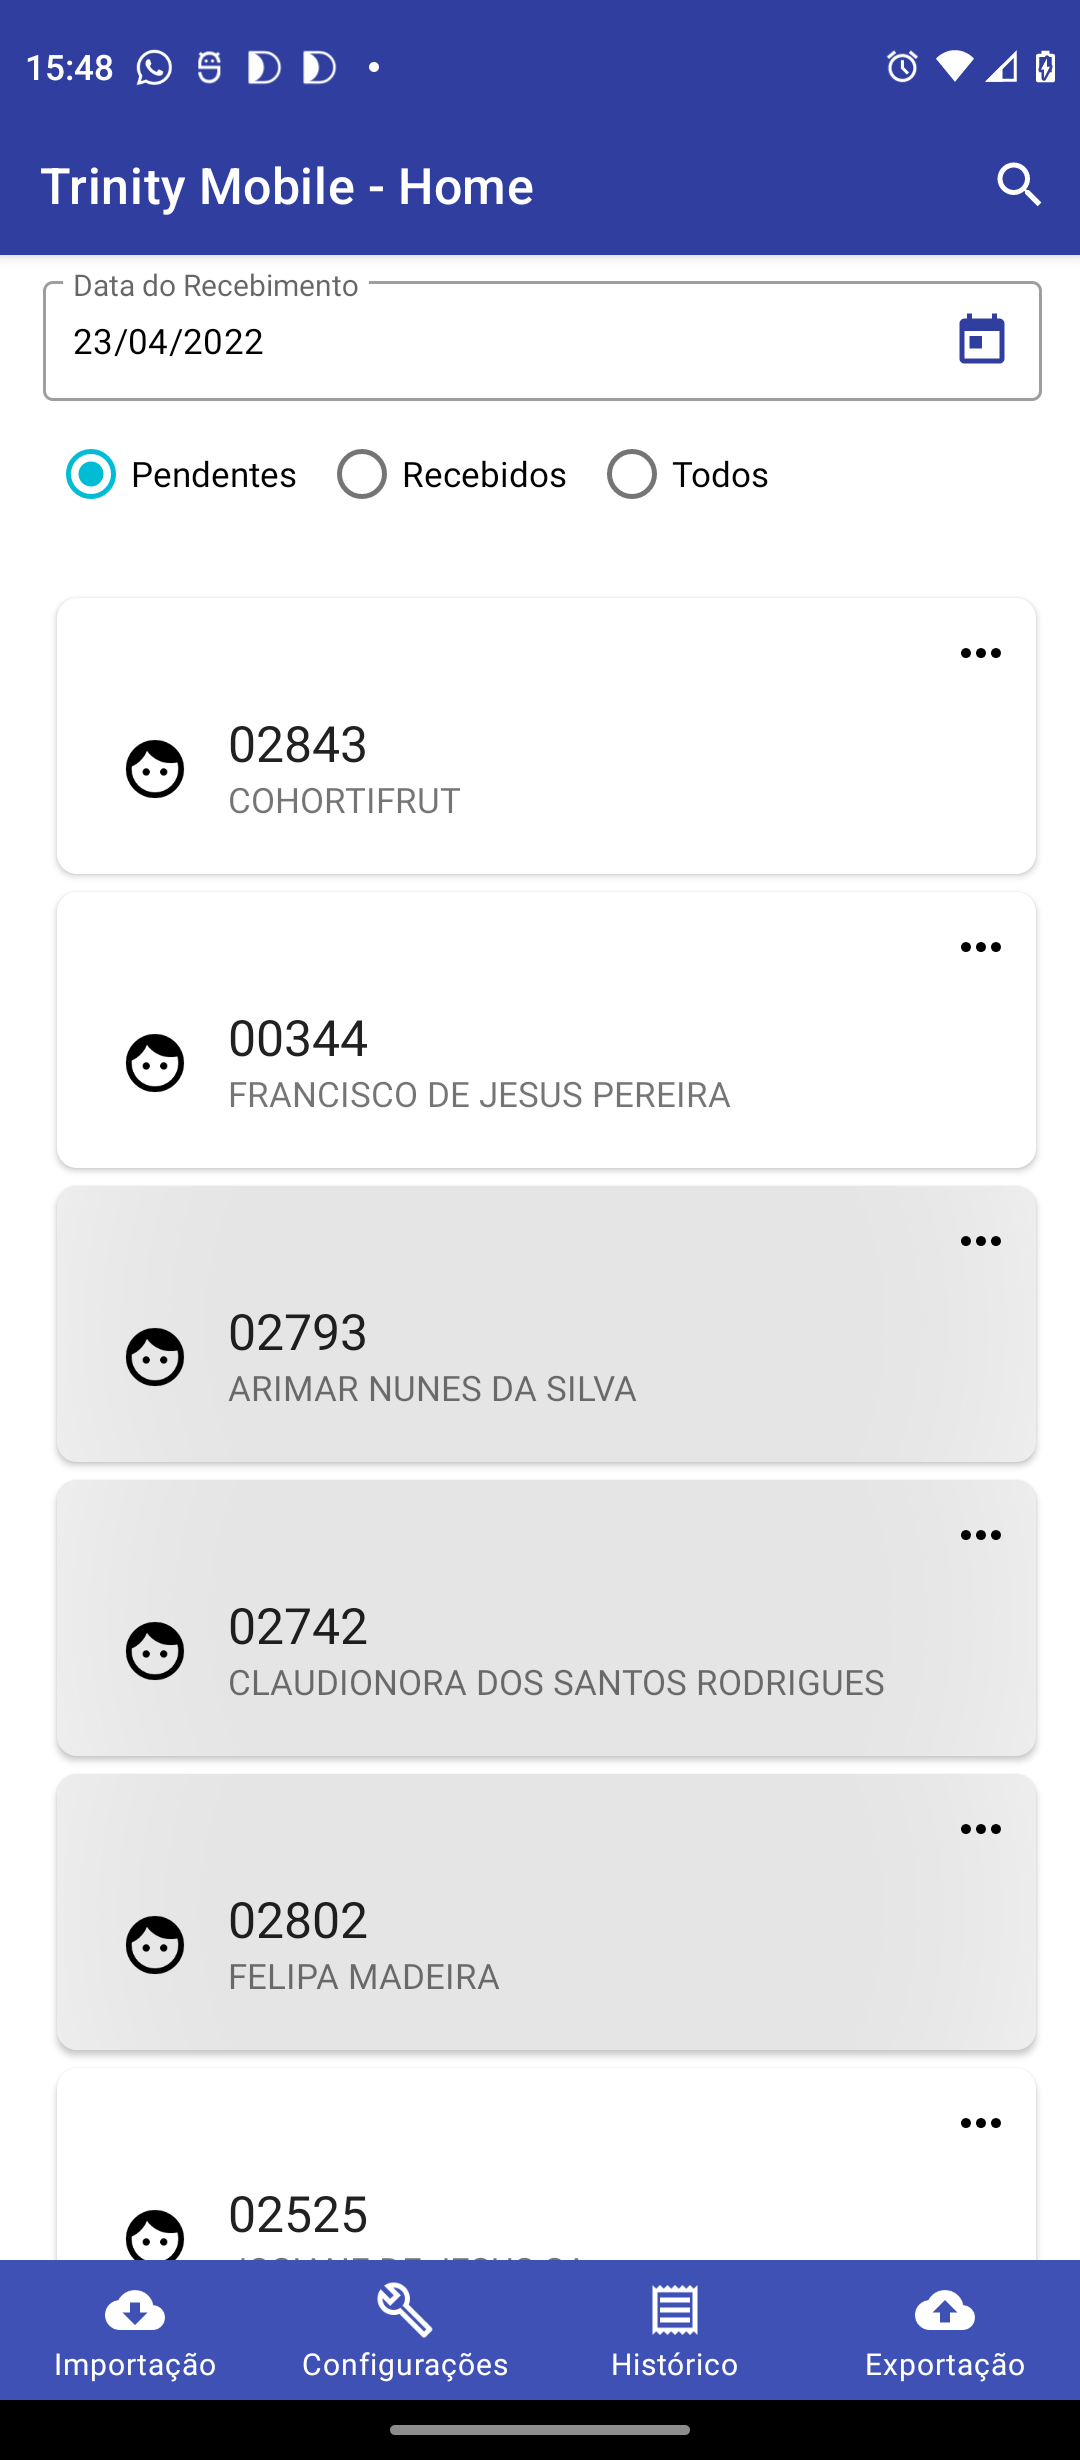 15:48
Trinity Mobile - Home
Data do Recebimento
23/04/2022
Pendentes Recebidos Todos
02843
COHORTIFRUT
00344
FRANCISCO DE JESUS PEREIRA
02793
ARIMAR NUNES DA SILVA
02742
CLAUDIONORA DOS SANTOS RODRIGUES
02802
FELIPA MADEIRA
02525
Importação Configurações Histórico Exportação